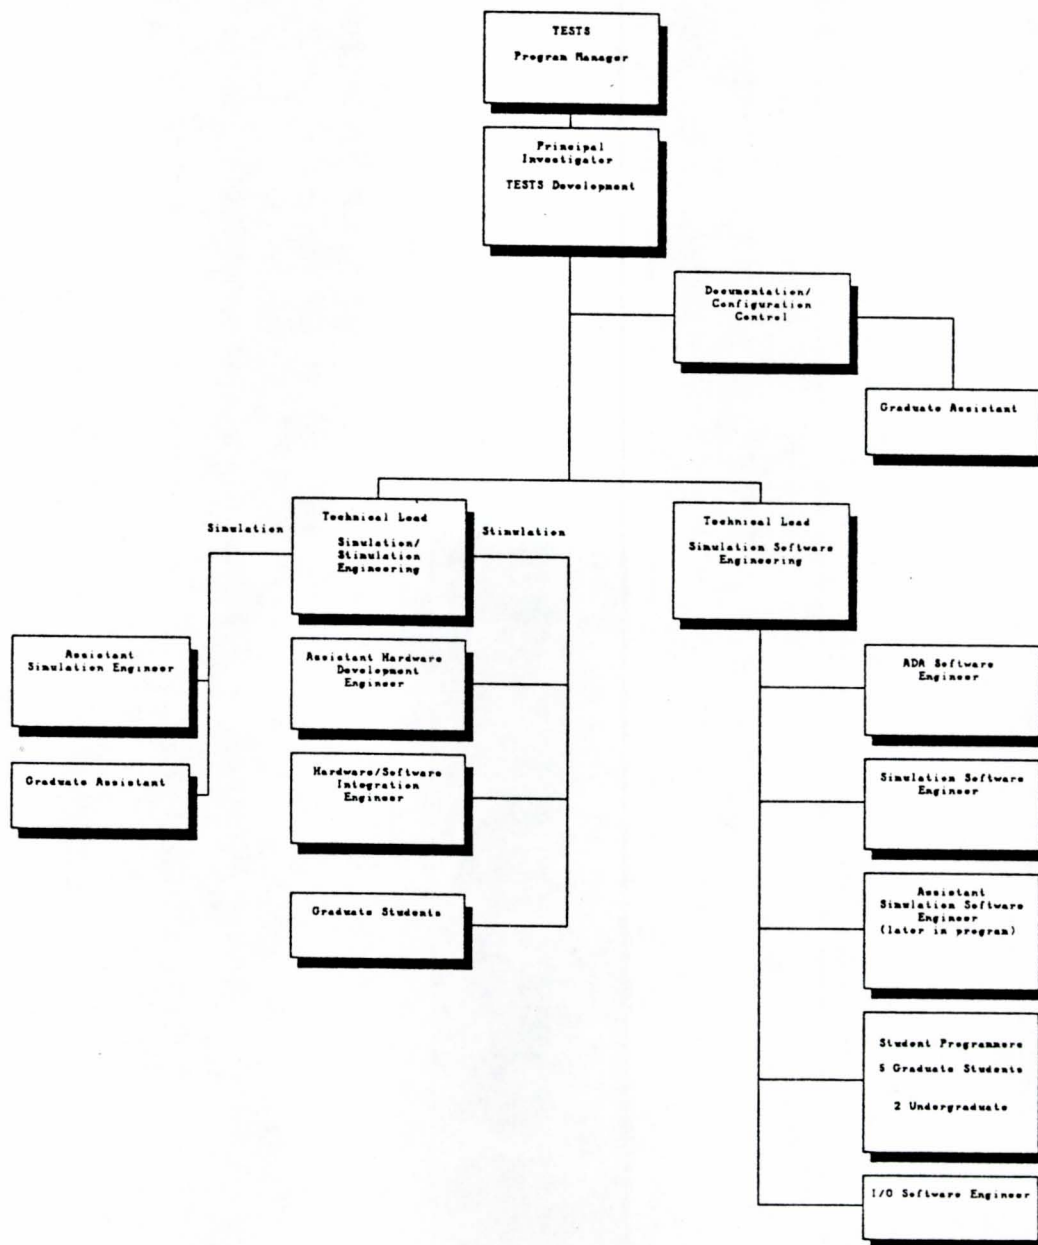 TESTS
Program Manager
Principal
Investigator
TESTS Development
Documentation/
Configuration
Control
Graduate Assistant
Simulation
Technical Lead
Simulation/
Stimulation
Engineering
Stimulation
Technical Lead
Simulation Software
Engineering
Assistant
Simulation Engineer
Graduate Assistant
Assistant Hardware
Development
Engineer
Hardware/Software
Integration
Engineer
Graduate Students
ADA Software
Engineer
Simulation Software
Engineer
Assistant
Simulation Software
Engineer
(later in program)
Student Programmers
5 Graduate Students
2 Undergraduate
I/O Software Engineer